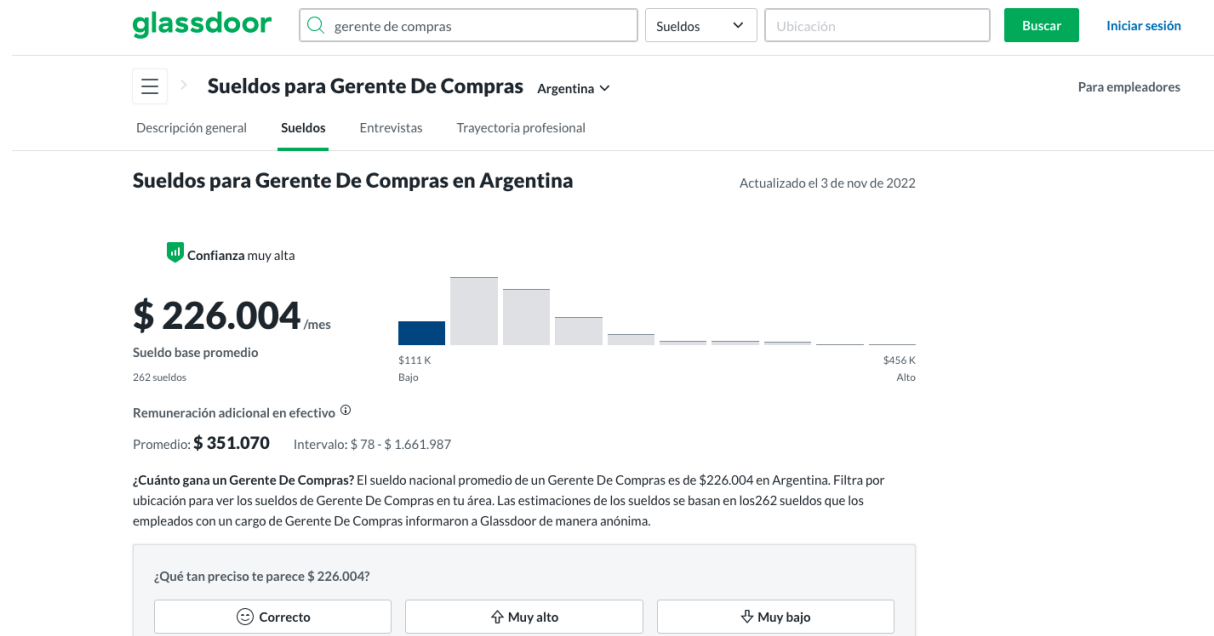 glassdoor gerente de compras Sueldos Ubicación Buscar Iniciar sesión
Sueldos para Gerente De Compras Argentina Para empleadores
Descripción general Sueldos Entrevistas Trayectoria profesional
Sueldos para Gerente De Compras en Argentina Actualizado el 3 de nov de 2022
Confianza muy alta
$ 226.004 /mes
Sueldo base promedio
262 sueldos
$111 K $456 K
Bajo Alto
Remuneración adicional en efectivo
Promedio: $ 351.070 Intervalo: $ 78 - $ 1.661.987
¿Cuánto gana un Gerente De Compras? El sueldo nacional promedio de un Gerente De Compras es de $226.004 en Argentina. Filtra por
ubicación para ver los sueldos de Gerente De Compras en tu área. Las estimaciones de los sueldos se basan en los262 sueldos que los
empleados con un cargo de Gerente De Compras informaron a Glassdoor de manera anónima.
¿Qué tan preciso te parece $ 226.004?
Correcto Muy alto Muy bajo